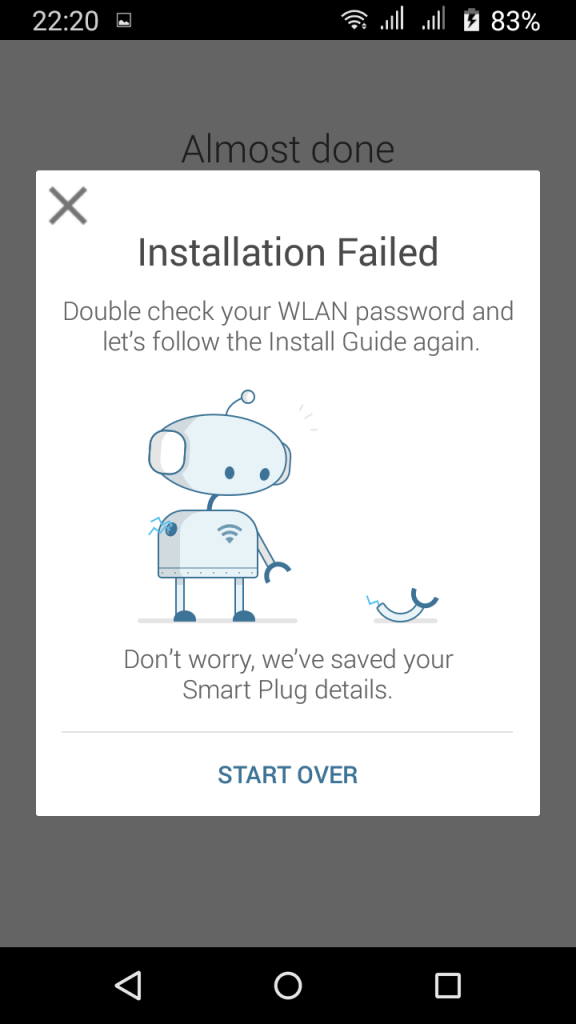 22:20
83%
Almost done
Installation Failed
Double check your WLAN password and
let’s follow the Install Guide again.
Don’t worry, we’ve saved your
Smart Plug details.
START OVER